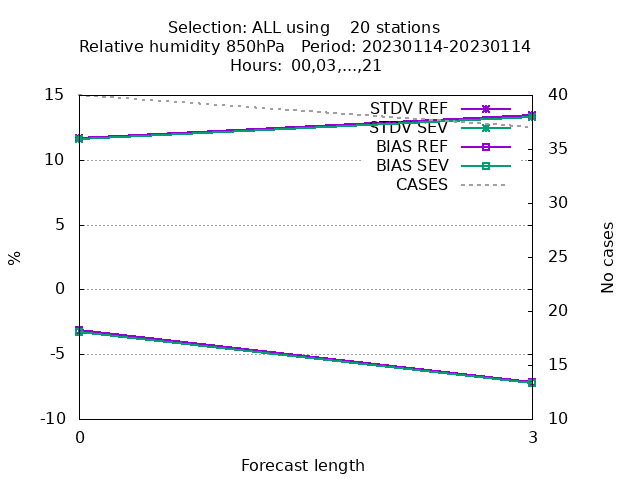 Selection: ALL using    20 stations
Relative humidity 850hPa   Period: 20230114-20230114
Hours:  00,03,...,21
15
10
5
0
-5
-10
%
40
35
30
25
20
15
10
No cases
STDV REF
STDV SEV
BIAS REF
BIAS SEV
CASES
0
3
Forecast length